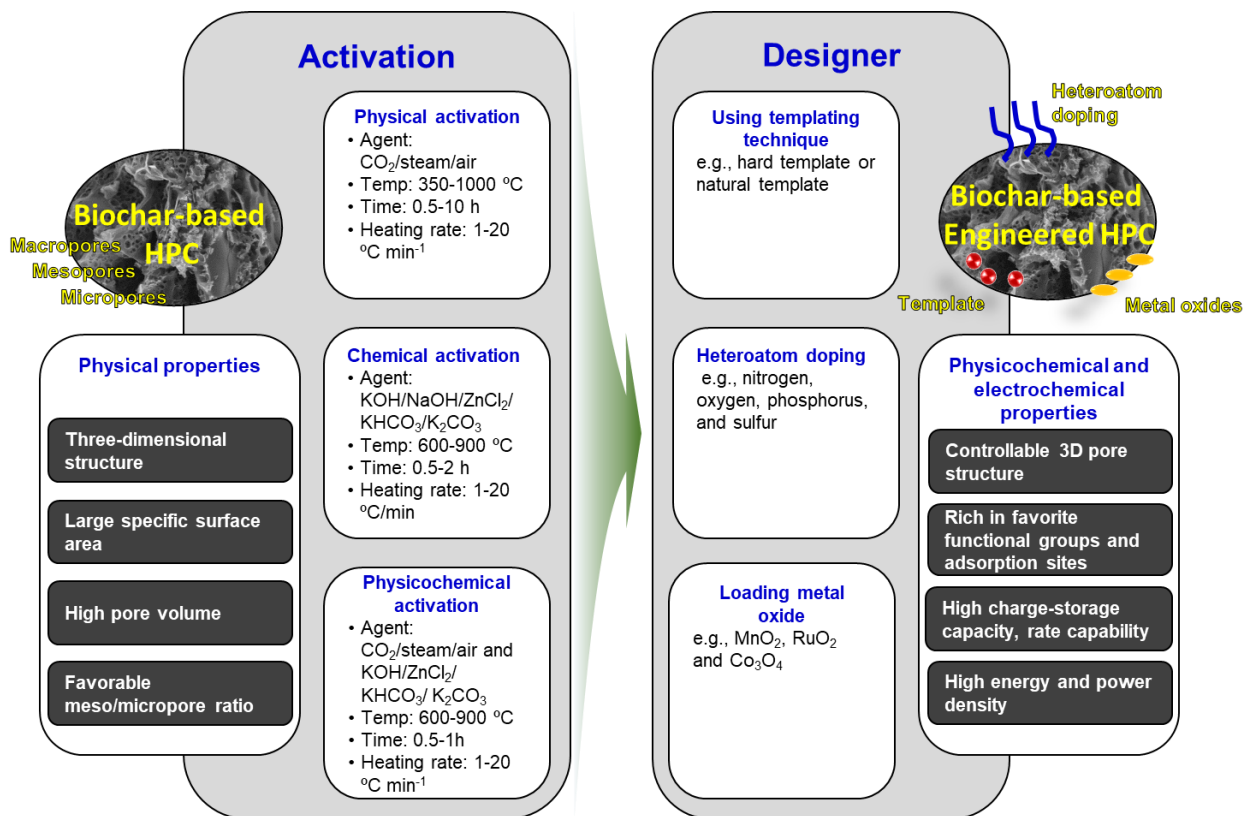 Activation
Physical activation
• Agent:
CO₂/steam/air
• Temp: 350-1000 ºC
• Time: 0.5-10 h
• Heating rate: 1-20
ºC min⁻¹
Biochar-based
HPC
Macropores
Mesopores
Micropores
Physical properties
Three-dimensional
structure
Large specific surface
area
High pore volume
Favorable
meso/micropore ratio
Chemical activation
• Agent:
KOH/NaOH/ZnCl₂/
KHCO₃/K₂CO₃
• Temp: 600-900 ºC
• Time: 0.5-2 h
• Heating rate: 1-20
ºC/min
Physicochemical
activation
• Agent:
CO₂/steam/air and
KOH/ZnCl₂/
KHCO₃/ K₂CO₃
• Temp: 600-900 ºC
• Time: 0.5-1h
• Heating rate: 1-20
ºC min⁻¹
Designer
Using templating
technique
e.g., hard template or
natural template
Heteroatom doping
e.g., nitrogen,
oxygen, phosphorus,
and sulfur
Loading metal
oxide
e.g., MnO₂, RuO₂
and Co₃O₄
Heteroatom
doping
Biochar-based
Engineered HPC
Template
Metal oxides
Physicochemical and
electrochemical
properties
Controllable 3D pore
structure
Rich in favorite
functional groups and
adsorption sites
High charge-storage
capacity, rate capability
High energy and power
density